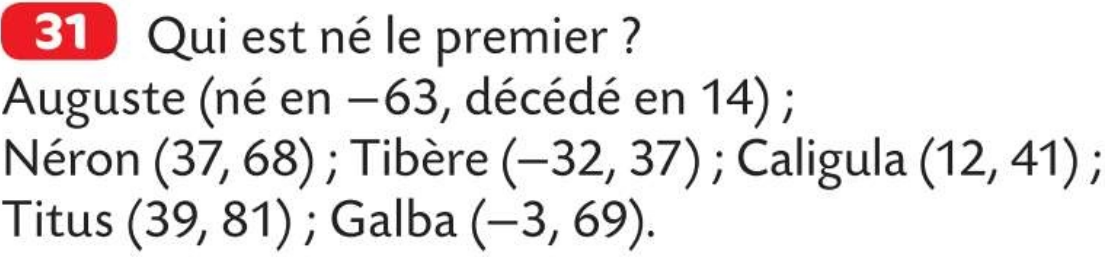 31 Qui est né le premier ?
Auguste (né en −63, décédé en 14) ;
Néron (37, 68) ; Tibère (−32, 37) ; Caligula (12, 41) ;
Titus (39, 81) ; Galba (−3, 69).